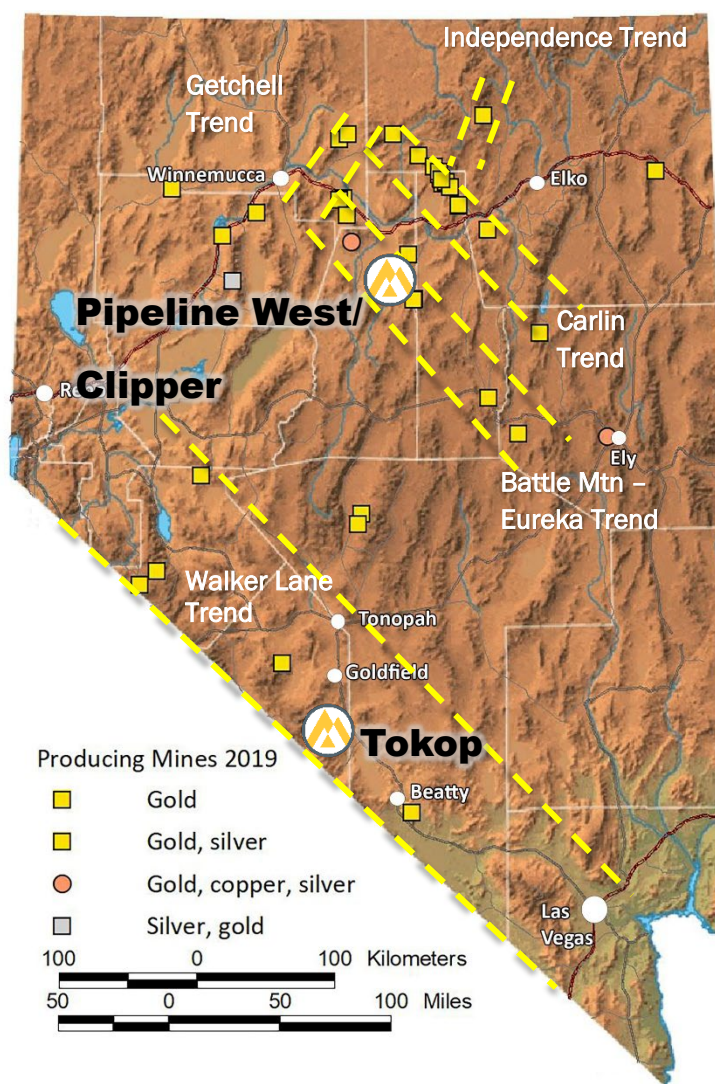 Independence Trend
Getchell
Trend
Winnemucca
Elko
Pipeline West/
Clipper
Carlin
Trend
Ely
Battle Mtn –
Eureka Trend
Walker Lane
Trend
Tonopah
Goldfield
Tokop
Beatty
Las
Vegas
Producing Mines 2019
Gold
Gold, silver
Gold, copper, silver
Silver, gold
100 0 100 Kilometers
50 0 50 100 Miles